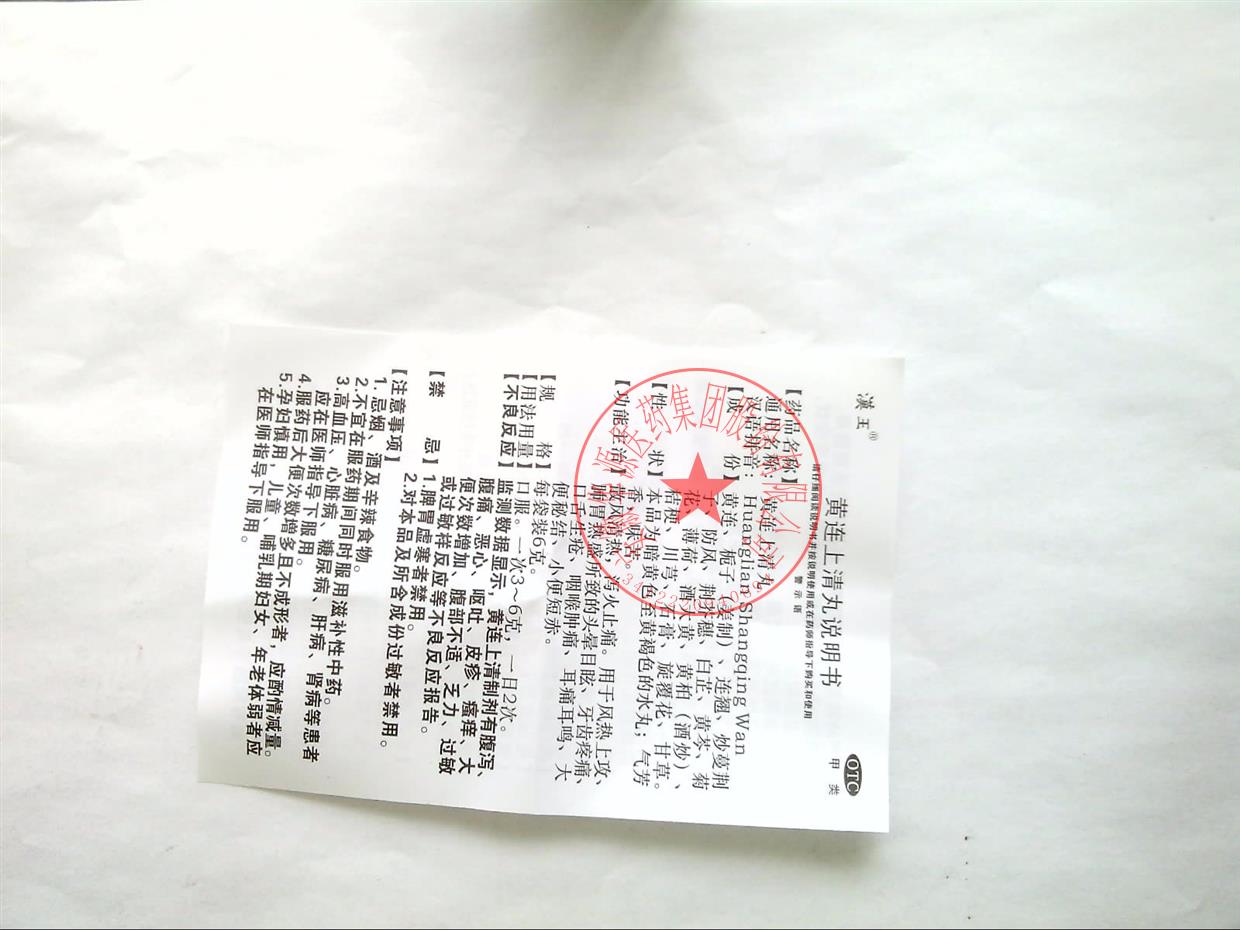 漢王®
OTC
甲类
黄连上清丸说明书
请仔细阅读说明书并按说明使用或在药师指导下购买和使用
警示语
【药品名称】
通用名称：黄连上清丸
汉语拼音：Huanglian Shangqing Wan
【成 份】黄连、栀子（姜制）、连翘、炒蔓荆
子、防风、荆芥穗、白芷、黄芩、菊
花、薄荷、酒大黄、黄柏（酒炒）、
桔梗、川芎、石膏、旋覆花、甘草。
【性 状】本品为暗黄色至黄褐色的水丸；气芳
香，味苦。
【功能主治】散风清热，泻火止痛。用于风热上攻、
肺胃热盛所致的头晕目眩、牙齿疼痛、
口舌生疮、咽喉肿痛、耳痛耳鸣、大
便秘结、小便短赤。
【规 格】每袋装6克。
【用法用量】口服。一次3～6克，一日2次。
【不良反应】监测数据显示，黄连上清制剂有腹泻、
腹痛、恶心、呕吐、皮疹、瘙痒、大
便次数增加、腹部不适、乏力、过敏
或过敏样反应等不良反应报告。
【禁 忌】1.脾胃虚寒者禁用。
2.对本品及所含成份过敏者禁用。
【注意事项】
1.忌烟、酒及辛辣食物。
2.不宜在服药期间同时服用滋补性中药。
3.高血压、心脏病、糖尿病、肝病、肾病等患者
应在医师指导下服用。
4.服药后大便次数增多且不成形者，应酌情减量。
5.孕妇慎用，儿童、哺乳期妇女、年老体弱者应
在医师指导下服用。
源医药集团股份有限公司